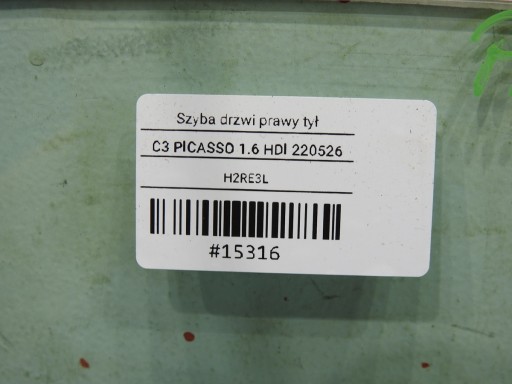 Szyba drzwi prawy tył
C3 PICASSO 1.6 HDI 220526
H2RE3L
#15316